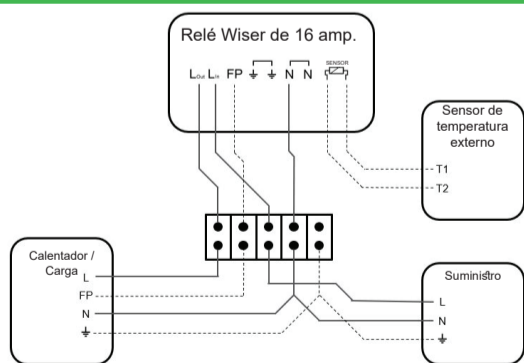 Relé Wiser de 16 amp.
SENSOR
LOut LIn FP ⏚ ⏚ N N
Sensor de
temperatura
externo
T1
T2
Calentador /
Carga
L
FP
N
⏚
Suministro
L
N
⏚